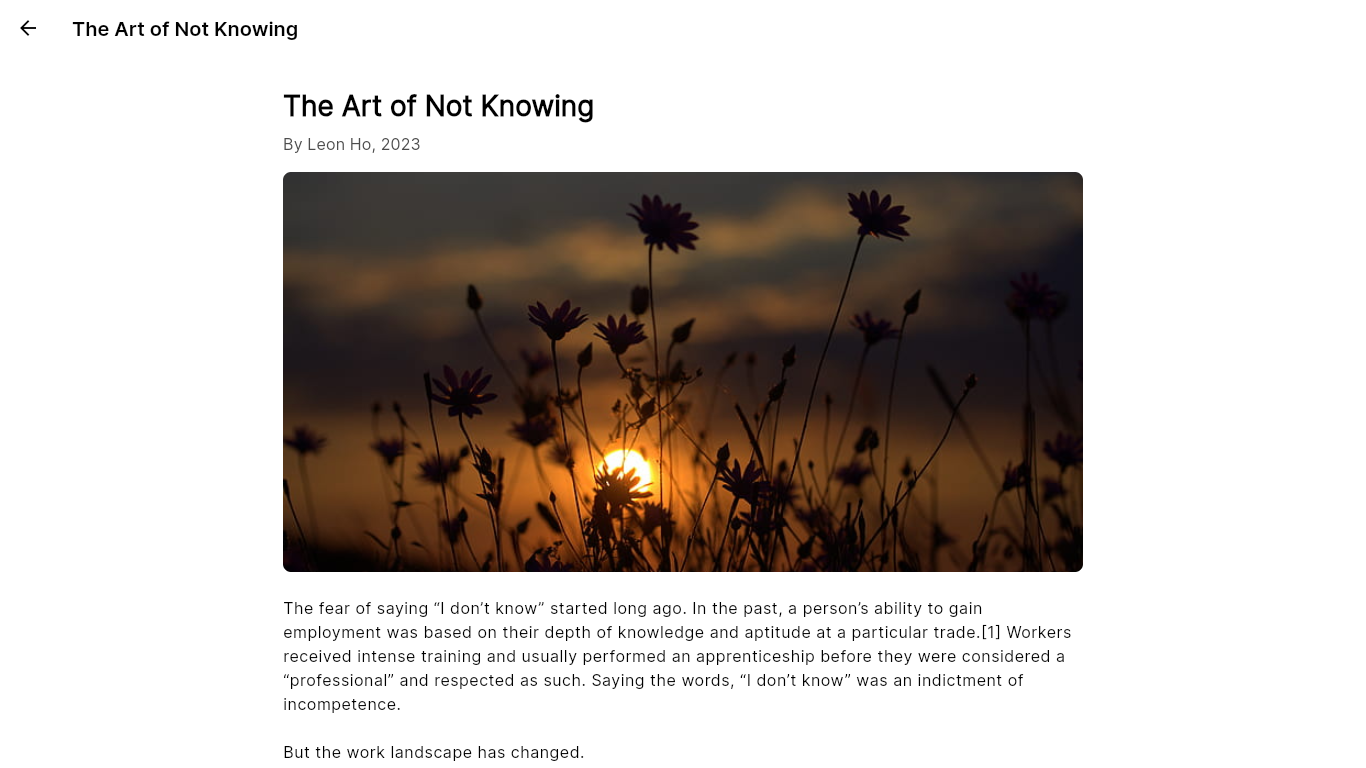 The Art of Not Knowing
The Art of Not Knowing
By Leon Ho, 2023
The fear of saying “I don’t know” started long ago. In the past, a person’s ability to gain
employment was based on their depth of knowledge and aptitude at a particular trade.[1] Workers
received intense training and usually performed an apprenticeship before they were considered a
“professional” and respected as such. Saying the words, “I don’t know” was an indictment of
incompetence.
But the work landscape has changed.